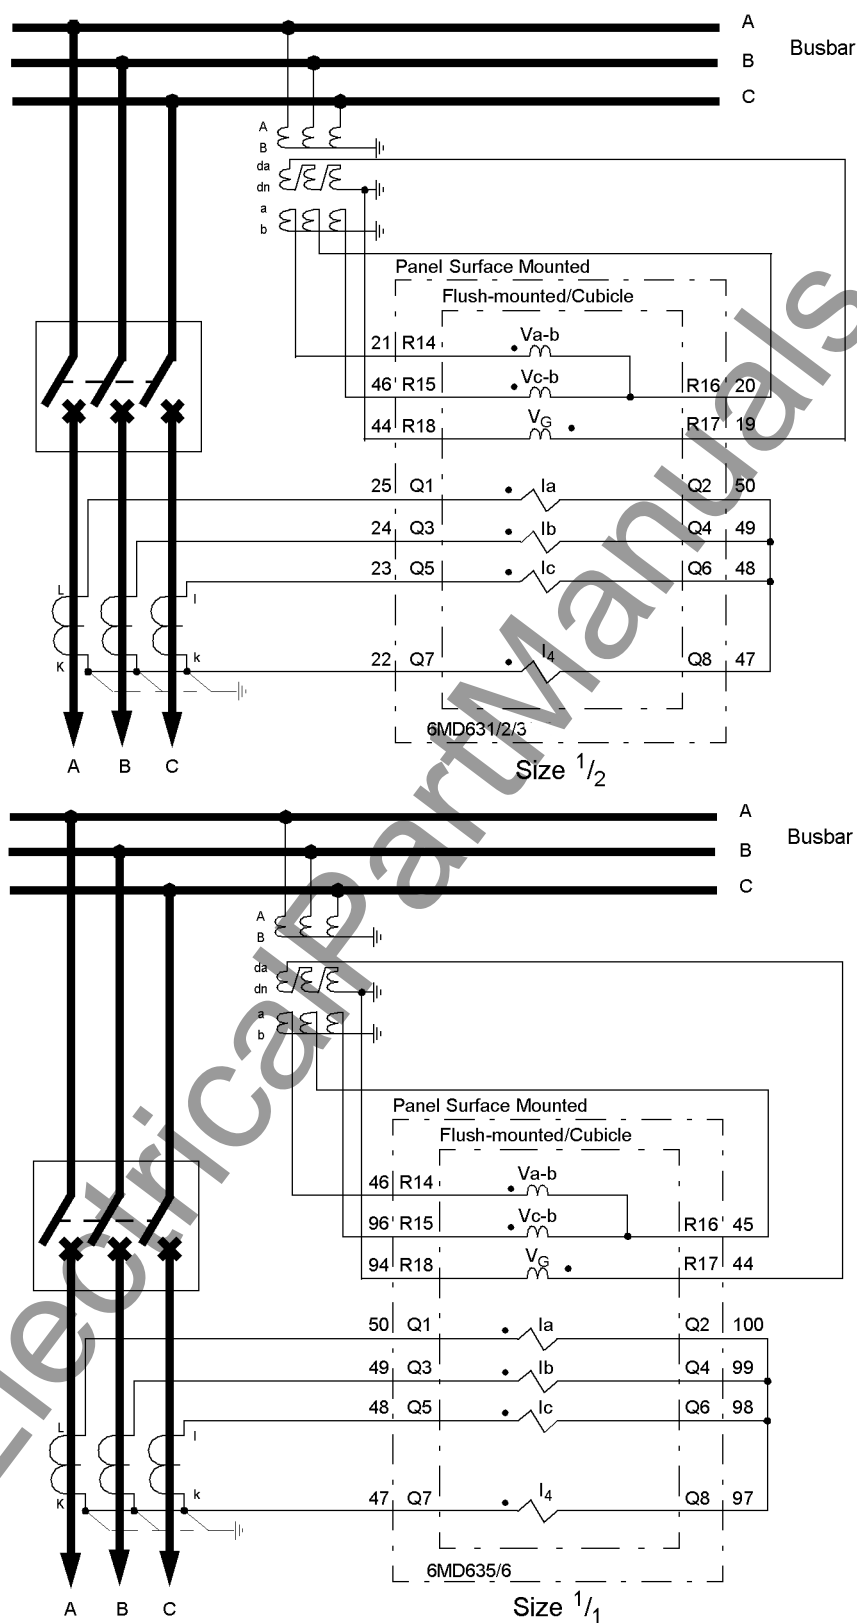 A
Busbar
B
C
A
B
da
dn
a
b
Panel Surface Mounted
Flush-mounted/Cubicle
21 R14 Va-b
46 R15 Vc-b R16 20
44 R18 VG R17 19
25 Q1 Ia Q2 50
24 Q3 Ib Q4 49
23 Q5 Ic Q6 48
L l
K k
22 Q7 I4 Q8 47
6MD631/2/3
A B C
Size 1/2
A
Busbar
B
C
A
B
da
dn
a
b
Panel Surface Mounted
Flush-mounted/Cubicle
46 R14 Va-b
96 R15 Vc-b R16 45
94 R18 VG R17 44
50 Q1 Ia Q2 100
49 Q3 Ib Q4 99
48 Q5 Ic Q6 98
L l
K k
47 Q7 I4 Q8 97
6MD635/6
A B C
Size 1/1
ElectricalPartManuals